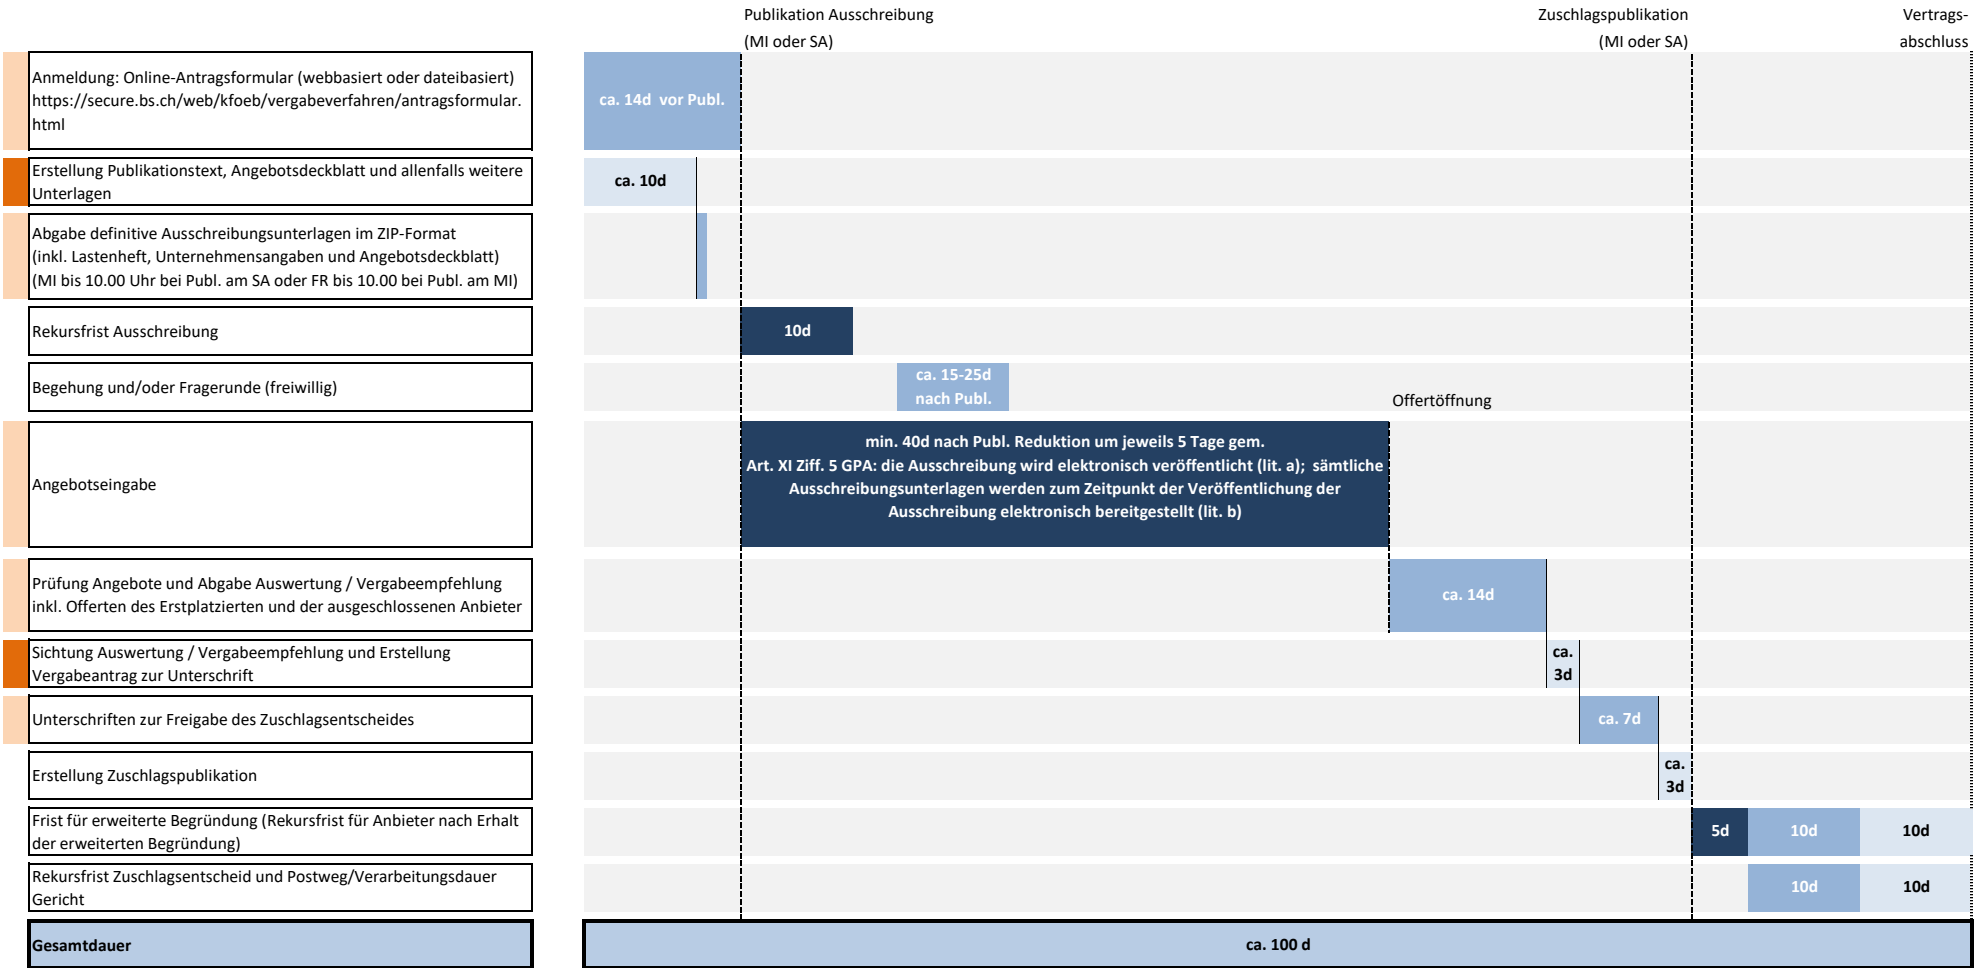 Publikation Ausschreibung
(MI oder SA)
Zuschlagspublikation
(MI oder SA)
Vertrags-
abschluss
Anmeldung: Online-Antragsformular (webbasiert oder dateibasiert)
https://secure.bs.ch/web/kfoeb/vergabeverfahren/antragsformular.
html
ca. 14d vor Publ.
Erstellung Publikationstext, Angebotsdeckblatt und allenfalls weitere
Unterlagen
ca. 10d
Abgabe definitive Ausschreibungsunterlagen im ZIP-Format
(inkl. Lastenheft, Unternehmensangaben und Angebotsdeckblatt)
(MI bis 10.00 Uhr bei Publ. am SA oder FR bis 10.00 bei Publ. am MI)
Rekursfrist Ausschreibung
10d
Begehung und/oder Fragerunde (freiwillig)
ca. 15-25d
nach Publ.
Offertöffnung
Angebotseingabe
min. 40d nach Publ. Reduktion um jeweils 5 Tage gem.
Art. XI Ziff. 5 GPA: die Ausschreibung wird elektronisch veröffentlicht (lit. a); sämtliche
Ausschreibungsunterlagen werden zum Zeitpunkt der Veröffentlichung der
Ausschreibung elektronisch bereitgestellt (lit. b)
Prüfung Angebote und Abgabe Auswertung / Vergabeempfehlung
inkl. Offerten des Erstplatzierten und der ausgeschlossenen Anbieter
ca. 14d
Sichtung Auswertung / Vergabeempfehlung und Erstellung
Vergabeantrag zur Unterschrift
ca.
3d
Unterschriften zur Freigabe des Zuschlagsentscheides
ca. 7d
Erstellung Zuschlagspublikation
ca.
3d
Frist für erweiterte Begründung (Rekursfrist für Anbieter nach Erhalt
der erweiterten Begründung)
5d
10d
10d
Rekursfrist Zuschlagsentscheid und Postweg/Verarbeitungsdauer
Gericht
10d
10d
Gesamtdauer
ca. 100 d